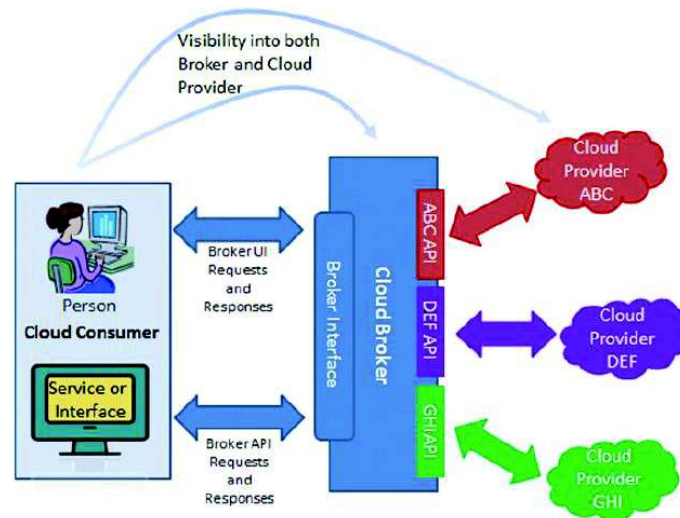 Visibility into both
Broker and Cloud
Provider
Person
Cloud Consumer
Service or
Interface
Broker UI
Requests
and
Responses
Broker API
Requests
and
Responses
Broker Interface
Cloud Broker
ABC API
DEF API
GHI API
Cloud
Provider
ABC
Cloud
Provider
DEF
Cloud
Provider
GHI